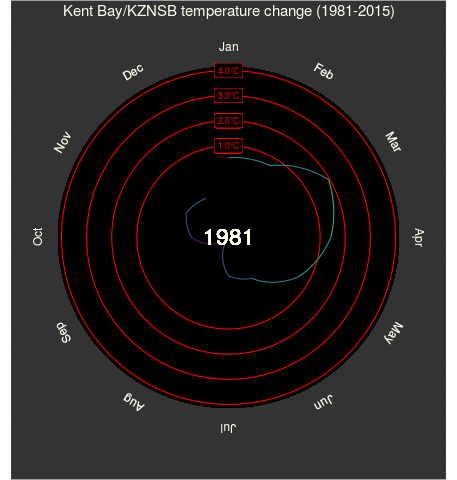 Kent Bay/KZNSB temperature change (1981-2015)
Jan
Dec
Feb
4.0°C
3.0°C
2.0°C
1.0°C
Nov
Mar
Oct
1981
Apr
Sep
May
Aug
Jun
Jul